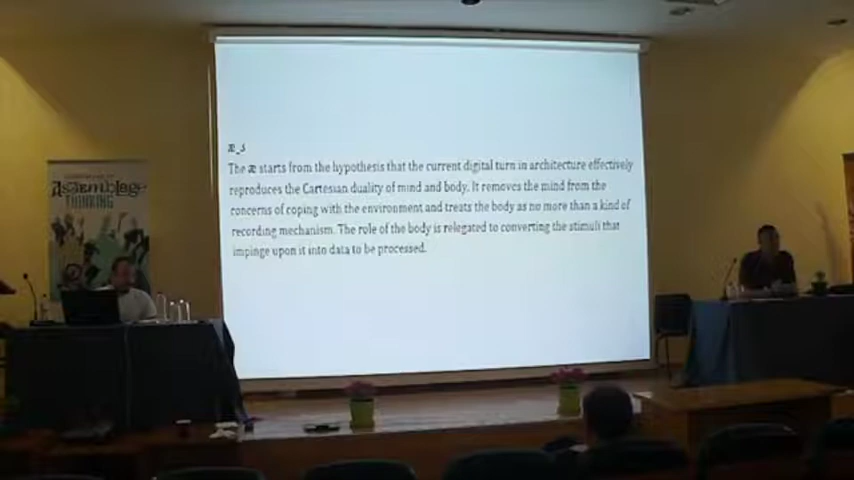 æ_s
The æ starts from the hypothesis that the current digital turn in architecture effectively
reproduces the Cartesian duality of mind and body. It removes the mind from the
concerns of coping with the environment and treats the body as no more than a kind of
recording mechanism. The role of the body is relegated to converting the stimuli that
impinge upon it into data to be processed.
Assemblage
THINKING